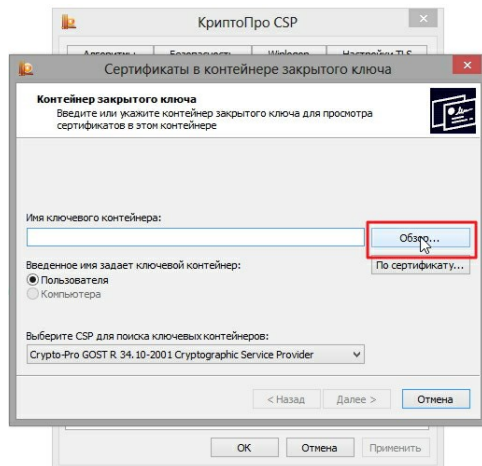 КриптоПро CSP
Алгоритмы Безопасность Winlogon Настройки TLS
Сертификаты в контейнере закрытого ключа
Контейнер закрытого ключа
Введите или укажите контейнер закрытого ключа для просмотра
сертификатов в этом контейнере
Имя ключевого контейнера:
Обзор...
Введенное имя задает ключевой контейнер:
По сертификату...
Пользователя
Компьютера
Выберите CSP для поиска ключевых контейнеров:
Crypto-Pro GOST R 34.10-2001 Cryptographic Service Provider
< Назад Далее > Отмена
ОК Отмена Применить